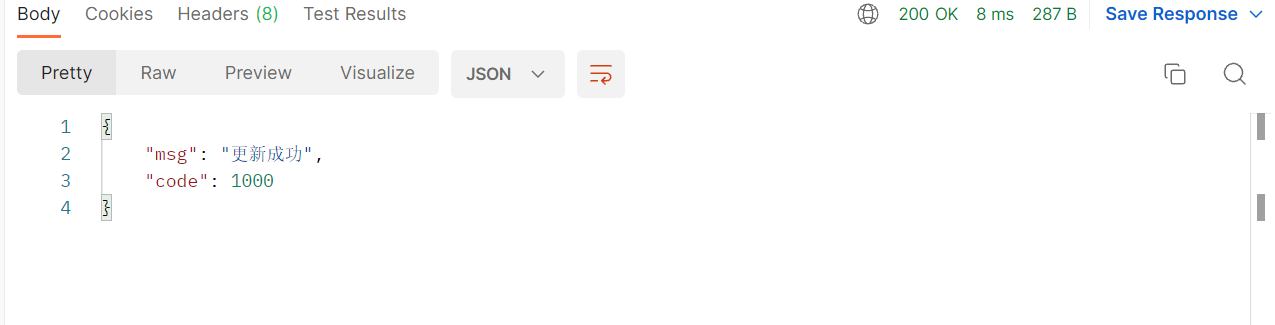 Body Cookies Headers (8) Test Results 200 OK 8 ms 287 B Save Response
Pretty Raw Preview Visualize JSON
1 {
2 "msg": "更新成功",
3 "code": 1000
4 }